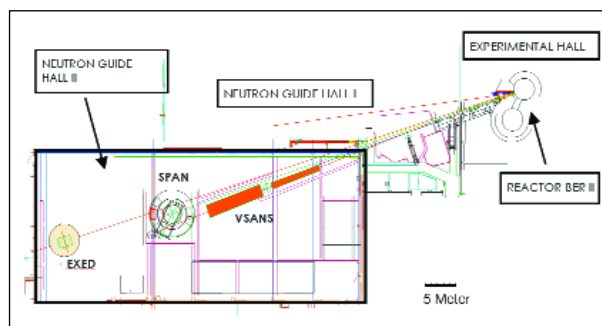 EXPERIMENTAL HALL
NEUTRON GUIDE
HALL II
NEUTRON GUIDE HALL I
SPAN
VSANS
REACTOR BER II
EXED
5 Meter